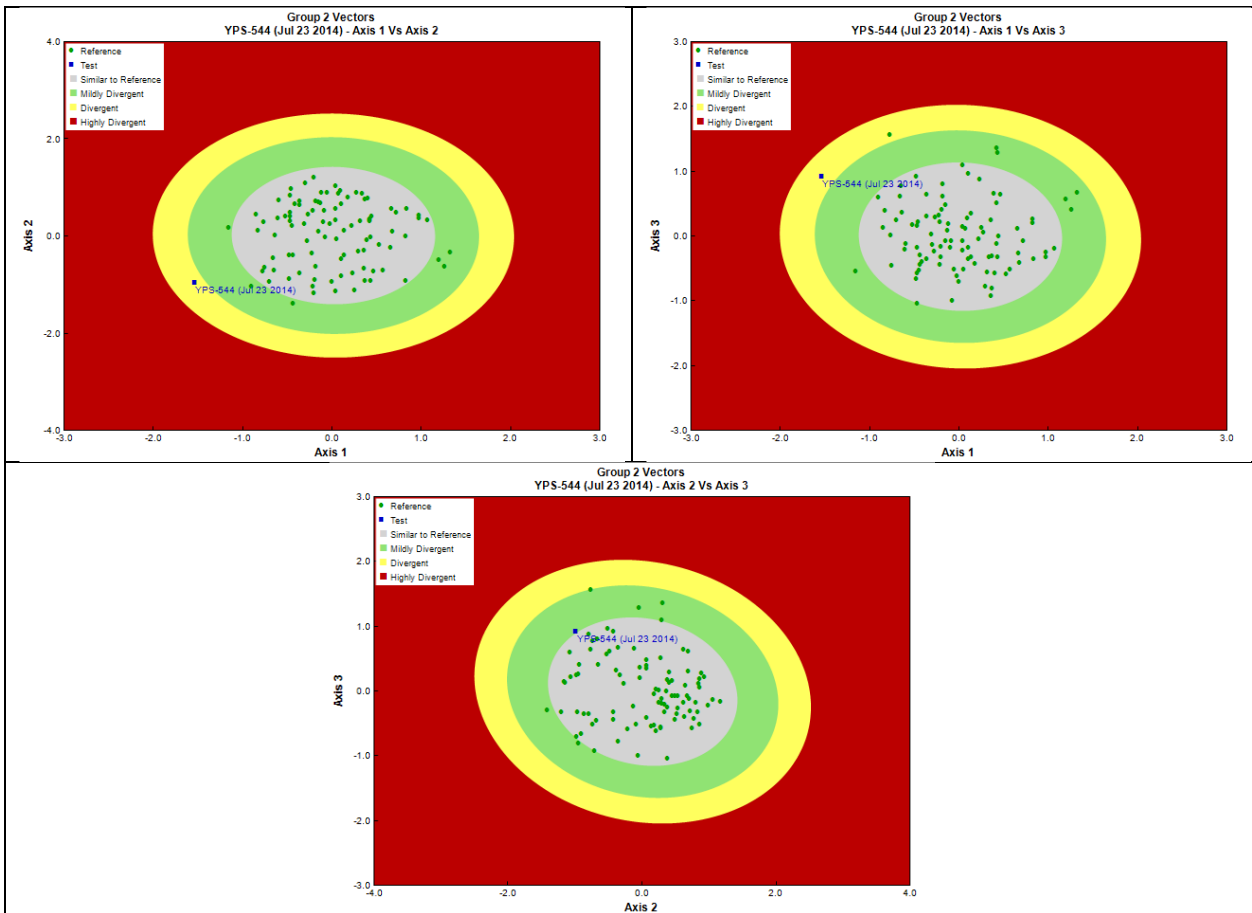 Group 2 Vectors
YPS-544 (Jul 23 2014) - Axis 1 Vs Axis 2
4.0
2.0
0.0
-2.0
-4.0
Axis 2
Reference
Test
Similar to Reference
Mildly Divergent
Divergent
Highly Divergent
YPS-544 (Jul 23 2014)
-3.0 -2.0 -1.0 0.0 1.0 2.0 3.0
Axis 1
Group 2 Vectors
YPS-544 (Jul 23 2014) - Axis 1 Vs Axis 3
3.0
2.0
1.0
0.0
-1.0
-2.0
-3.0
Axis 3
Reference
Test
Similar to Reference
Mildly Divergent
Divergent
Highly Divergent
YPS-544 (Jul 23 2014)
-3.0 -2.0 -1.0 0.0 1.0 2.0 3.0
Axis 1
Group 2 Vectors
YPS-544 (Jul 23 2014) - Axis 2 Vs Axis 3
3.0
2.0
1.0
0.0
-1.0
-2.0
-3.0
Axis 3
Reference
Test
Similar to Reference
Mildly Divergent
Divergent
Highly Divergent
YPS-544 (Jul 23 2014)
-4.0 -2.0 0.0 2.0 4.0
Axis 2